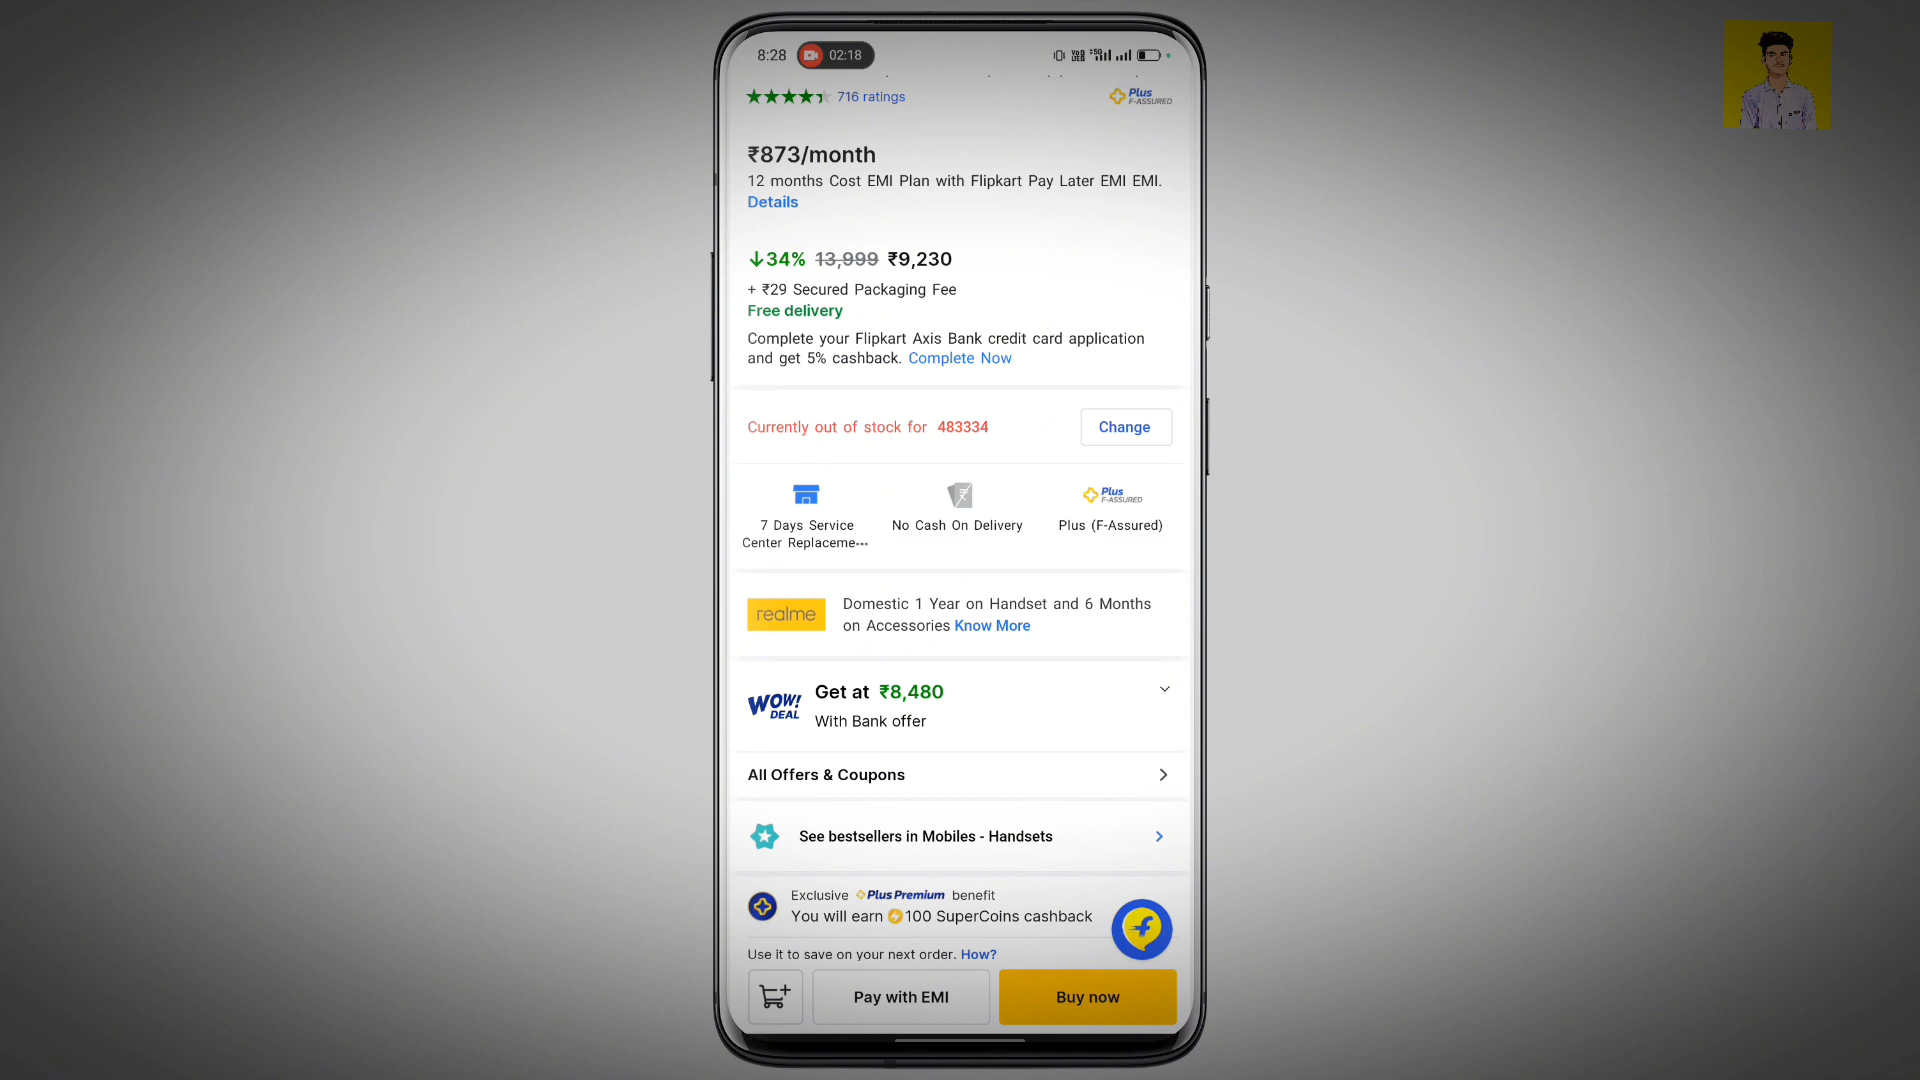 8:28 02:18
716 ratings
Plus
F-ASSURED
₹873/month
12 months Cost EMI Plan with Flipkart Pay Later EMI EMI.
Details
34% 13,999 ₹9,230
+ ₹29 Secured Packaging Fee
Free delivery
Complete your Flipkart Axis Bank credit card application
and get 5% cashback. Complete Now
Currently out of stock for 483334
Change
7 Days Service
Center Replaceme...
No Cash On Delivery
Plus
F-ASSURED
Plus (F-Assured)
realme
Domestic 1 Year on Handset and 6 Months
on Accessories Know More
WOW!
DEAL
Get at ₹8,480
With Bank offer
All Offers & Coupons
See bestsellers in Mobiles - Handsets
Exclusive Plus Premium benefit
You will earn 100 SuperCoins cashback
Use it to save on your next order. How?
Pay with EMI
Buy now